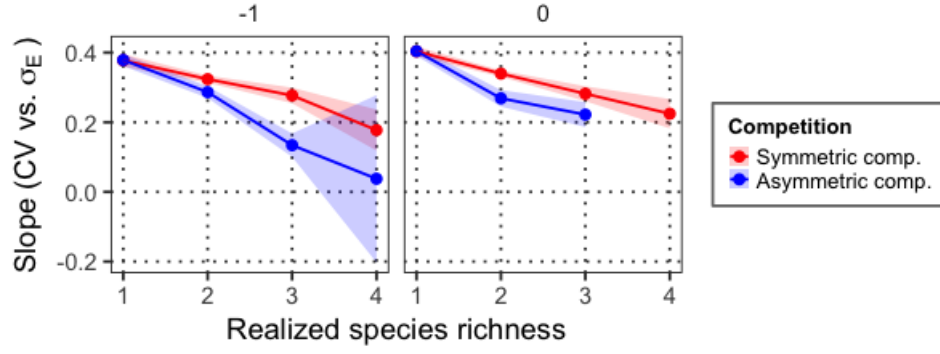 -1
0
Slope (CV vs. σE)
0.4
0.2
0.0
-0.2
1 2 3 4
1 2 3 4
Realized species richness
Competition
Symmetric comp.
Asymmetric comp.